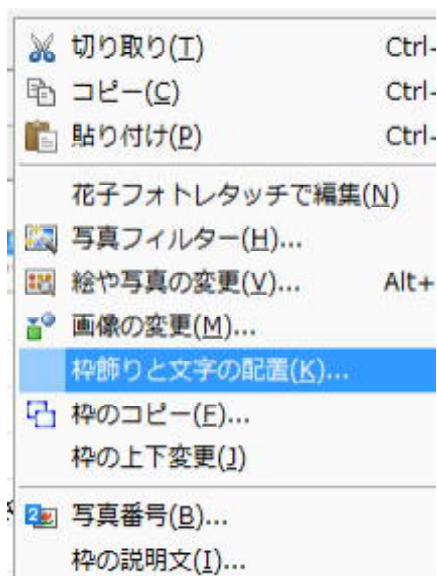 切り取り(T) Ctrl+
コピー(C) Ctrl+
貼り付け(P) Ctrl+
花子フォトレタッチで編集(N)
写真フィルター(H)...
絵や写真の変更(V)... Alt+
画像の変更(M)...
枠飾りと文字の配置(K)...
枠のコピー(F)...
枠の上下変更(J)
写真番号(B)...
枠の説明文(I)...